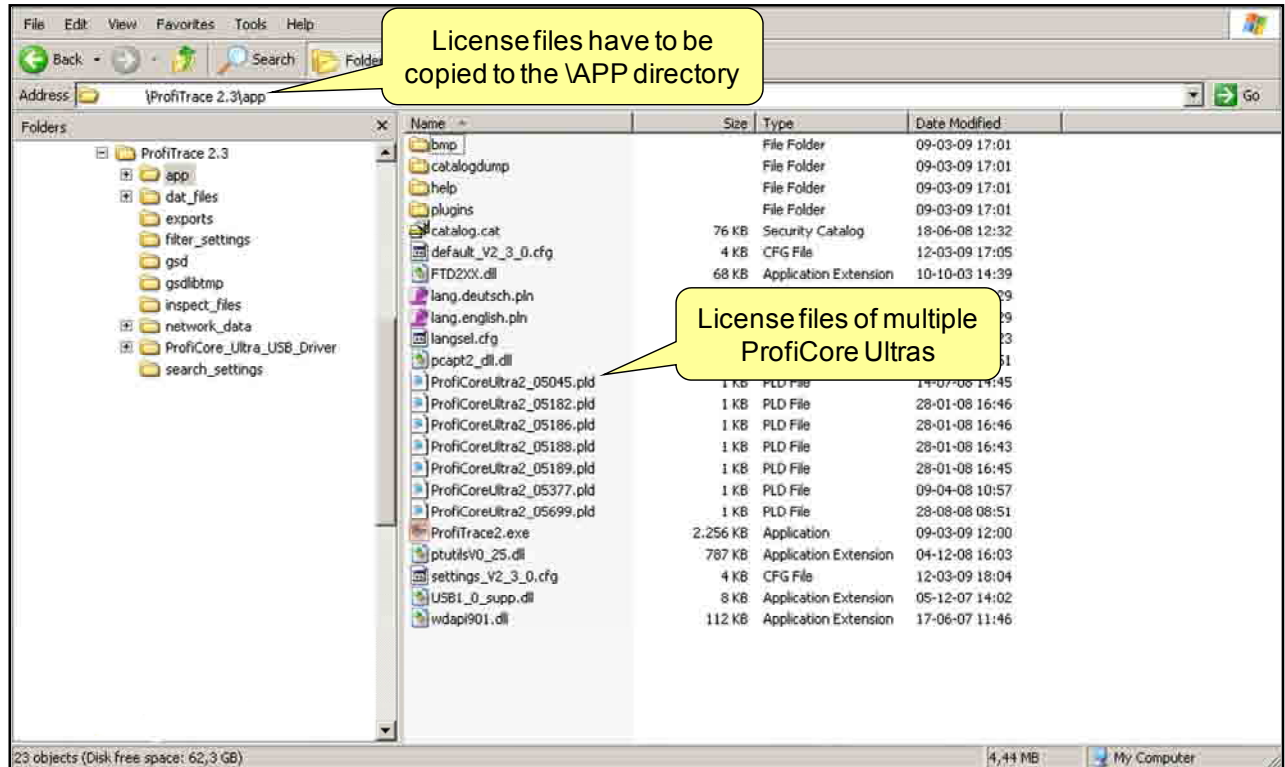 File Edit View Favorites Tools Help
License files have to be
copied to the \APP directory
Back Search
Address \ProfiTrace 2.3\app Go
Folders
ProfiTrace 2.3
app
dat_files
exports
filter_settings
gsd
gsdlibtmp
inspect_files
network_data
ProfiCore_Ultra_USB_Driver
search_settings
Name Size Type Date Modified
bmp File Folder 09-03-09 17:01
catalogdump File Folder 09-03-09 17:01
help File Folder 09-03-09 17:01
plugins File Folder 09-03-09 17:01
catalog.cat 76 KB Security Catalog 18-06-08 12:32
default_V2_3_0.cfg 4 KB CFG File 12-03-09 17:05
FTD2XX.dll 68 KB Application Extension 10-10-03 14:39
lang.deutsch.pln 29
lang.english.pln 29
langsel.cfg 23
pcapt2_dll.dll 51
License files of multiple
ProfiCore Ultras
ProfiCoreUltra2_05045.pld 1 KB PLD File 14-07-08 14:45
ProfiCoreUltra2_05182.pld 1 KB PLD File 28-01-08 16:46
ProfiCoreUltra2_05186.pld 1 KB PLD File 28-01-08 16:46
ProfiCoreUltra2_05188.pld 1 KB PLD File 28-01-08 16:43
ProfiCoreUltra2_05189.pld 1 KB PLD File 28-01-08 16:45
ProfiCoreUltra2_05377.pld 1 KB PLD File 09-04-08 10:57
ProfiCoreUltra2_05699.pld 1 KB PLD File 28-08-08 08:51
ProfiTrace2.exe 2.256 KB Application 09-03-09 12:00
ptutilsV0_25.dll 787 KB Application Extension 04-12-08 16:03
settings_V2_3_0.cfg 4 KB CFG File 12-03-09 18:04
USB1_0_supp.dll 8 KB Application Extension 05-12-07 14:02
wdapi901.dll 112 KB Application Extension 17-06-07 11:46
23 objects (Disk free space: 62,3 GB) 4,44 MB My Computer